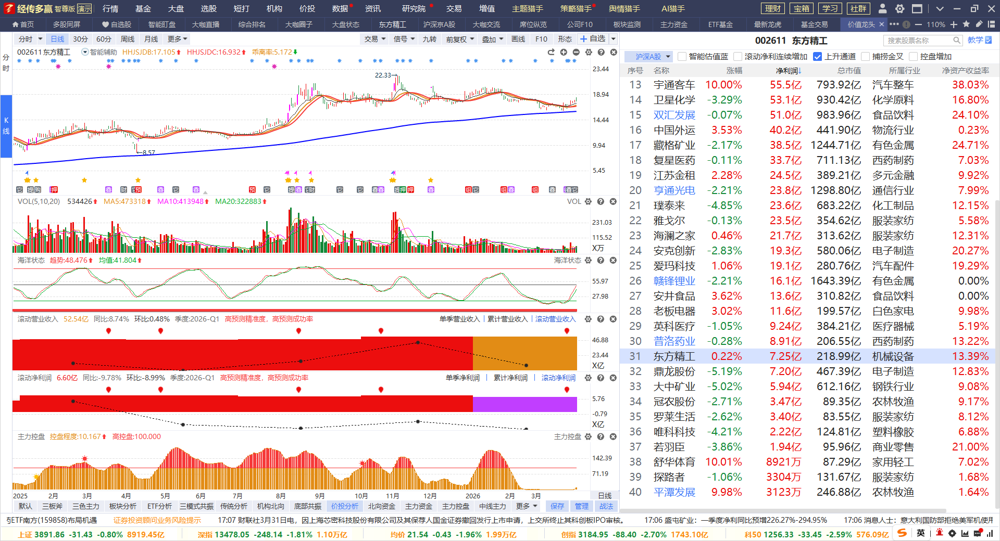 经传多赢 智尊版 演示 行情 基金 大盘 选股 短打 机构 价投 数据 资讯 研究院 交易 增值 主题猎手 策略猎手 舆情猎手 AI猎手 理财 宝箱 学习 社群
首页 多股同屏 自选股 智能盯盘 大咖直播 综合排名 大咖圈子 大盘状态 东方精工 沪深京A股 大咖交流 席位纵览 公司F10 板块监测 主力资金 ETF基金 最新龙虎 基金交易 价值龙头 110%
分时 日线 30分 60分 周线 月线 更多 交易 信号 九转 前复权 叠加 画线 F10 形态 自选
002611 东方精工 搜索股票名称 教学
分时
K线
002611 东方精工 智能辅助 HHJSJDB:17.105 HHJSJDC:16.932 乖离率:5.172
23.44
22.33
18.94
14.44
9.94
8.57
5.45
VOL(5,10,20) 534426 MA5:473318 MA10:413948 MA20:322883 VOL
231.03
115.52
X万
海洋状态 趋势:48.476 均值:41.804 海洋状态
55.97
27.98
滚动营业收入 52.54亿 同比:8.74% 环比:0.48% 季度:2026-Q1 高预测精准度，高预测成功率 单季营业收入 累计营业收入 滚动营业收入
46.88
23.44
X亿
滚动净利润 6.60亿 同比:-9.78% 环比:-8.99% 季度:2026-Q1 高预测精准度，高预测成功率 单季净利润 累计净利润 滚动净利润
5.76
-0.79
X亿
主力控盘 控盘程度:10.167 高控盘:100.000 主力控盘
142.39
71.19
2025 2月 3月 4月 5月 6月 7月 8月 9月 10月 11月 12月 2026 2月 3月 日线
默认 三板斧 三色主力 板块分析 ETF分析 三模式共振 传统分析 机构北向 底部共振 价投分析 北向资金 主力资金 主力控盘 中线主力 更多 保存 管理 战法
沪深A股 智能估值蓝 滚动净利连续增加 上升通道 捕捞金叉 控盘增加
序号 名称 涨幅 净利润↓ 总市值 所属行业 净资产收益率
13 宇通客车 10.00% 55.5亿 793.92亿 汽车整车 38.03%
14 卫星化学 -3.29% 53.1亿 930.42亿 化学原料 16.80%
15 双汇发展 -0.07% 51.0亿 983.96亿 食品饮料 24.10%
16 中国外运 3.53% 40.2亿 441.90亿 物流行业 0.23%
17 藏格矿业 -2.17% 38.5亿 1244.71亿 有色金属 24.71%
18 复星医药 -0.11% 33.7亿 711.13亿 西药制药 7.03%
19 江苏金租 2.28% 24.5亿 389.21亿 多元金融 9.92%
20 亨通光电 -2.21% 23.8亿 1298.80亿 通信行业 7.99%
21 璞泰来 -4.85% 23.6亿 683.22亿 化工制品 12.15%
22 雅戈尔 -0.13% 23.5亿 354.62亿 服装家纺 5.58%
23 海澜之家 0.46% 21.7亿 313.62亿 服装家纺 12.31%
24 安克创新 -2.83% 19.3亿 580.06亿 电子制造 20.27%
25 爱玛科技 1.06% 19.1亿 280.76亿 汽车配件 19.29%
26 赣锋锂业 -2.21% 16.1亿 1643.39亿 有色金属 0.00%
27 安井食品 3.62% 13.6亿 310.82亿 食品饮料 0.00%
28 老板电器 3.02% 11.6亿 199.57亿 白色家电 9.98%
29 英科医疗 -1.05% 9.24亿 384.21亿 医疗器械 5.19%
30 普洛药业 -0.28% 8.91亿 206.55亿 西药制药 13.22%
31 东方精工 0.22% 7.25亿 218.99亿 机械设备 13.39%
32 鼎龙股份 -5.19% 7.20亿 467.39亿 电子制造 12.83%
33 大中矿业 -5.02% 5.94亿 612.16亿 钢铁行业 9.08%
34 冠农股份 -2.71% 3.47亿 89.35亿 农林牧渔 9.17%
35 罗莱生活 -2.62% 3.40亿 83.55亿 服装家纺 8.12%
36 唯科科技 -4.21% 2.22亿 124.81亿 塑料橡胶 6.88%
37 若羽臣 -3.86% 1.94亿 95.96亿 商业零售 21.00%
38 舒华体育 10.01% 8921万 87.29亿 家用轻工 7.02%
39 探路者 -1.06% 3304万 131.67亿 服装家纺 1.68%
40 平潭发展 9.98% 3123万 246.88亿 农林牧渔 1.64%
药ETF南方(159858)布局机遇 证券投资顾问业务风险提示 17:07 财联社3月31日电，因上海芯密科技股份有限公司及其保荐人国金证券撤回发行上市申请，上交所终止其科创板IPO审核。 17:06 盛屯矿业：一季度净利同比预增226.27%-294.95% 17:06 消息人士：意大利国防部拒绝美军机使用
上证 3891.86 -31.43 -0.80% 8919.45亿 深指 13478.05 -248.14 -1.81% 1.10万亿 均价 21.54 -0.43 -1.96% 1.99万亿 创指 3184.95 -88.40 -2.70% 1743.10亿 科50 1256.33 -33.45 -2.59% 576.09亿 英